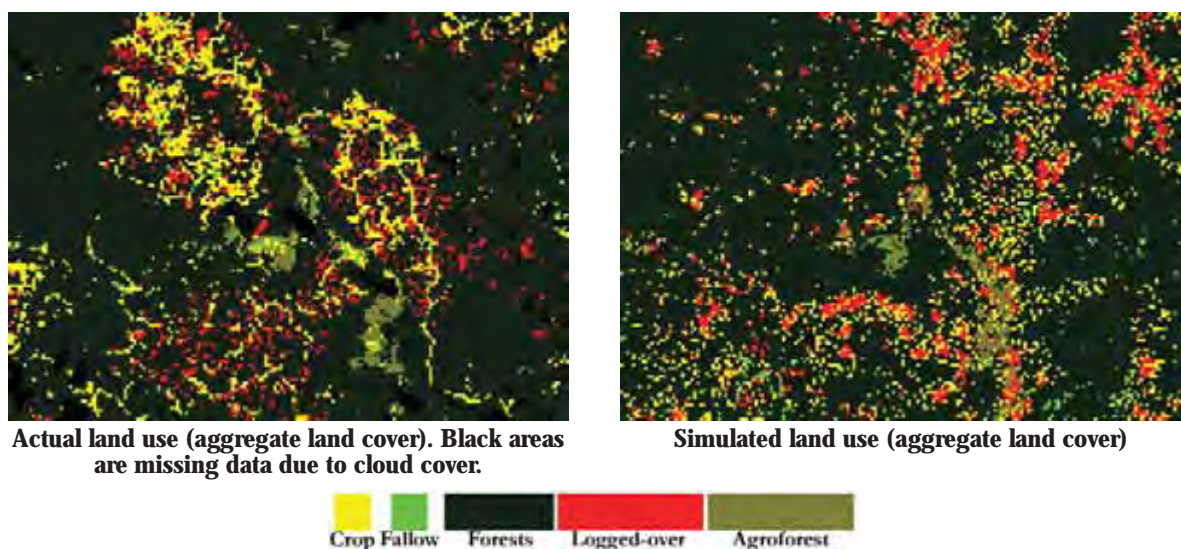 Actual land use (aggregate land cover). Black areas
are missing data due to cloud cover.
Simulated land use (aggregate land cover)
Crop Fallow Forests Logged-over Agroforest